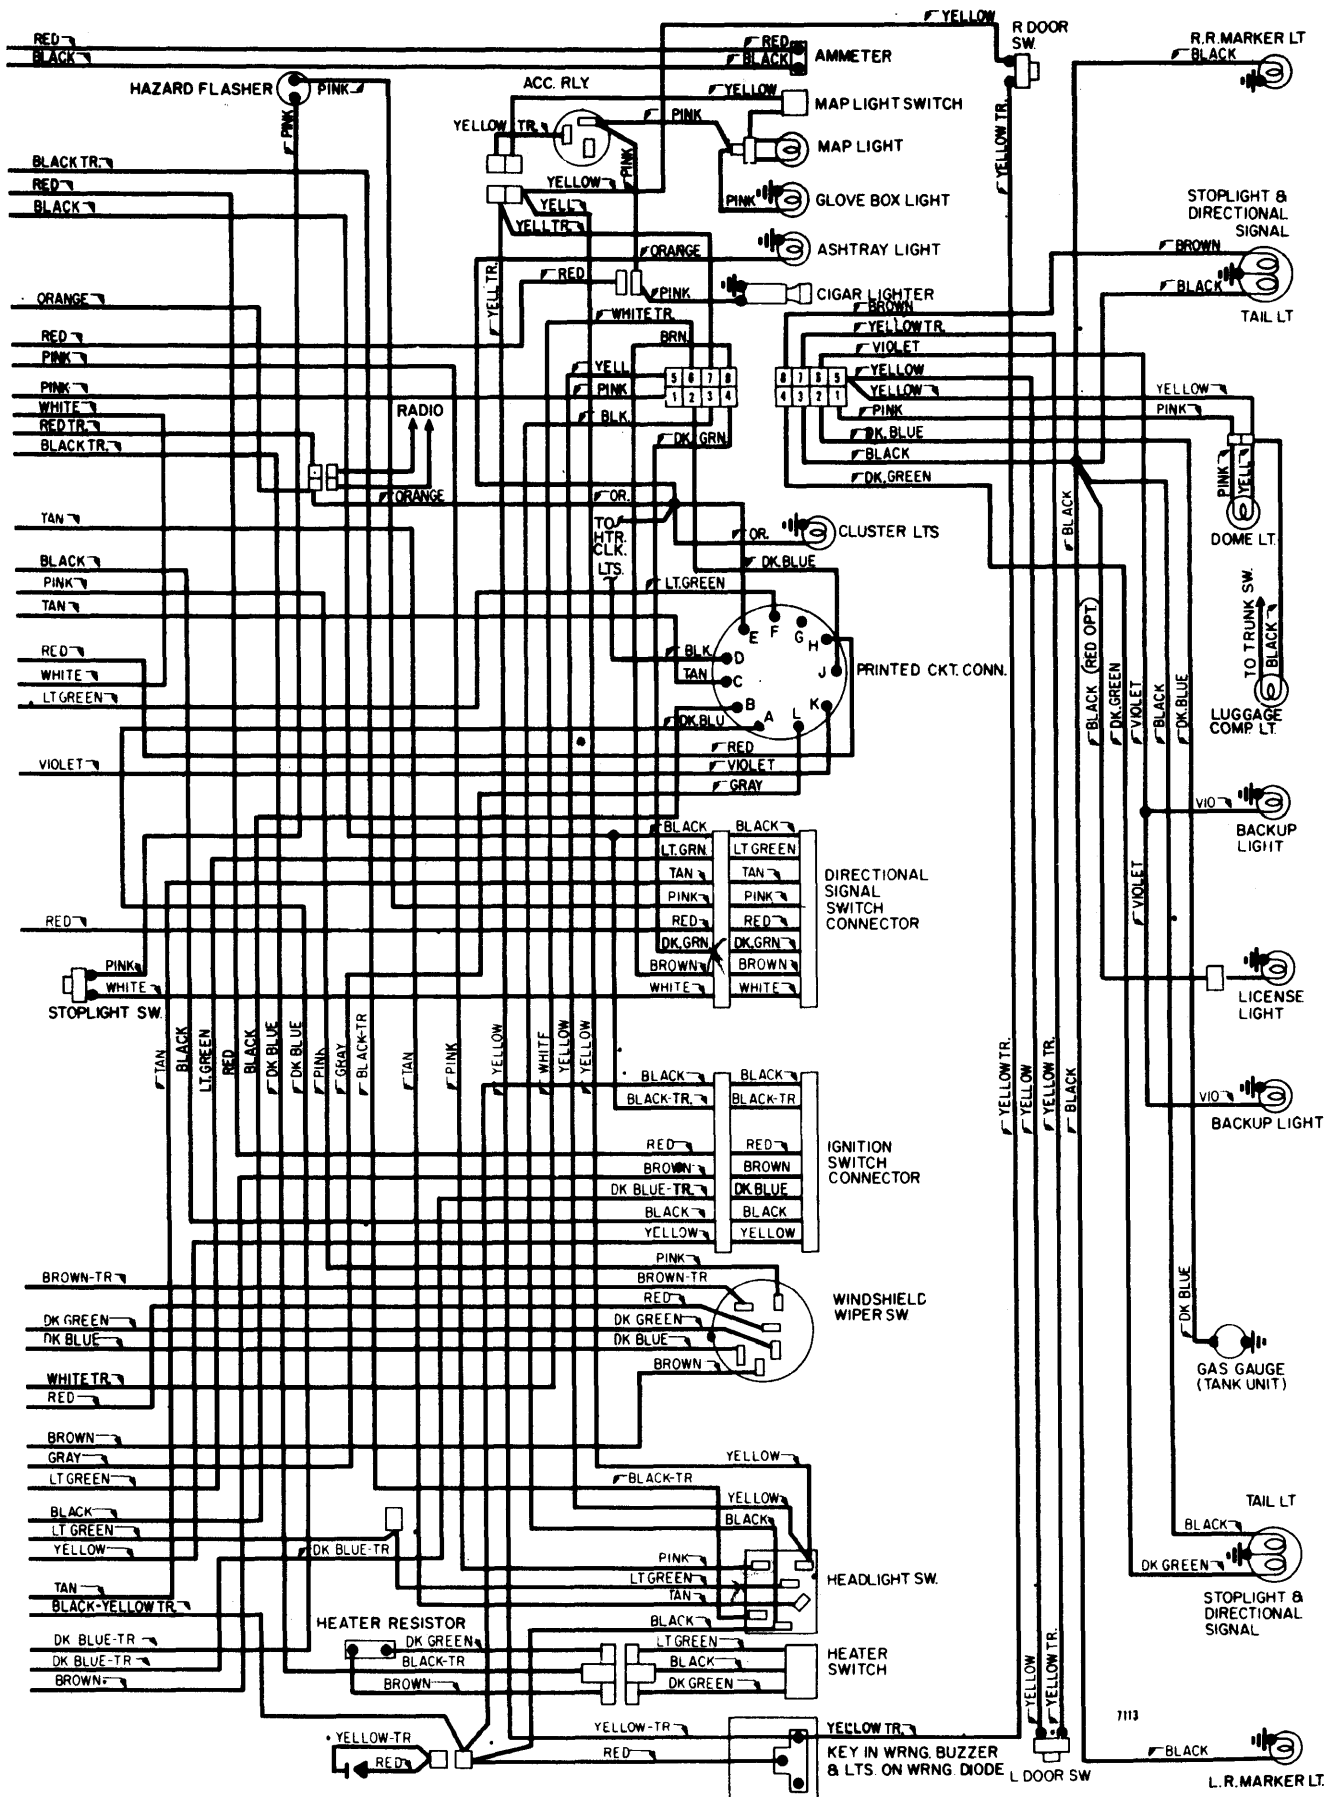 YELLOW
R DOOR
SW.
R.R.MARKER LT
BLACK
RED
BLACK
RED
BLACK
AMMETER
HAZARD FLASHER
PINK
ACC. RLY.
YELLOW
MAP LIGHT SWITCH
YELLOW TR.
PINK
PINK
MAP LIGHT
YELLOW TR.
BLACK TR.
PINK
RED
YELLOW
BLACK
YELL
PINK
GLOVE BOX LIGHT
STOPLIGHT &
DIRECTIONAL
SIGNAL
YELL TR.
BROWN
ORANGE
ASHTRAY LIGHT
YELL TR.
RED
BLACK
ORANGE
PINK
CIGAR LIGHTER
TAIL LT
WHITE TR.
BROWN
YELLOW TR.
RED
BRN.
VIOLET
PINK
YELL
5 6 7 8
8 7 6 5
YELLOW
PINK
PINK
1 2 3 4
4 3 2 1
YELLOW
YELLOW
WHITE
RADIO
BLK.
PINK
PINK
RED TR.
DK. GRN
DK. BLUE
BLACK TR.
BLACK
PINK
YELL
DK. GREEN
ORANGE
OR.
TAN
TO
HTR.
CLK.
LTS.
OR.
CLUSTER LTS
BLACK
DOME LT.
BLACK
DK.BLUE
PINK
LT.GREEN
TAN
E F G H
TO TRUNK SW.
BLACK
RED
BLK.
D
J
PRINTED CKT. CONN.
WHITE
TAN
C
LT GREEN
B
K
A L
DK.BLU
BLACK (RED OPT.)
DK.GREEN
VIOLET
BLACK
DK.BLUE
LUGGAGE
COMP. LT.
RED
VIOLET
VIOLET
GRAY
VIO
BACKUP
LIGHT
BLACK
BLACK
LT.GRN.
LT GREEN
TAN
TAN
PINK
PINK
RED
RED
RED
DK.GRN.
DK.GRN
BROWN
BROWN
WHITE
WHITE
DIRECTIONAL
SIGNAL
SWITCH
CONNECTOR
VIOLET
PINK
WHITE
STOPLIGHT SW.
LICENSE
LIGHT
TAN
BLACK
LT.GREEN
RED
BLACK
DK BLUE
DK BLUE
PINK
GRAY
BLACK-TR
TAN
PINK
YELLOW
WHITE
YELLOW
YELLOW
YELLOW TR.
YELLOW
YELLOW TR.
BLACK
BLACK
BLACK
BLACK-TR.
BLACK-TR
RED
RED
BROWN
BROWN
DK BLUE-TR.
DK.BLUE
BLACK
BLACK
YELLOW
YELLOW
IGNITION
SWITCH
CONNECTOR
VIO
BACKUP LIGHT
PINK
BROWN-TR
BROWN-TR
RED
WINDSHIELD
WIPER SW
DK GREEN
DK GREEN
DK BLUE
DK BLUE
BROWN
DK BLUE
GAS GAUGE
(TANK UNIT)
WHITE TR.
RED
BROWN
GRAY
YELLOW
LT GREEN
BLACK-TR
YELLOW
TAIL LT
BLACK
BLACK
BLACK
LT GREEN
YELLOW
DK BLUE-TR
PINK
LT GREEN
TAN
HEADLIGHT SW.
DK GREEN
STOPLIGHT &
DIRECTIONAL
SIGNAL
TAN
BLACK-YELLOW TR.
BLACK
HEATER RESISTOR
DK BLUE-TR
DK GREEN
LT GREEN
DK BLUE-TR
BLACK-TR
BLACK
HEATER
SWITCH
BROWN
BROWN
DK GREEN
YELLOW
YELLOW TR.
7113
YELLOW-TR
YELLOW-TR
YELLOW TR.
RED
RED
KEY IN WRNG. BUZZER
& LTS. ON WRNG. DIODE
L DOOR SW
BLACK
L.R.MARKER LT.